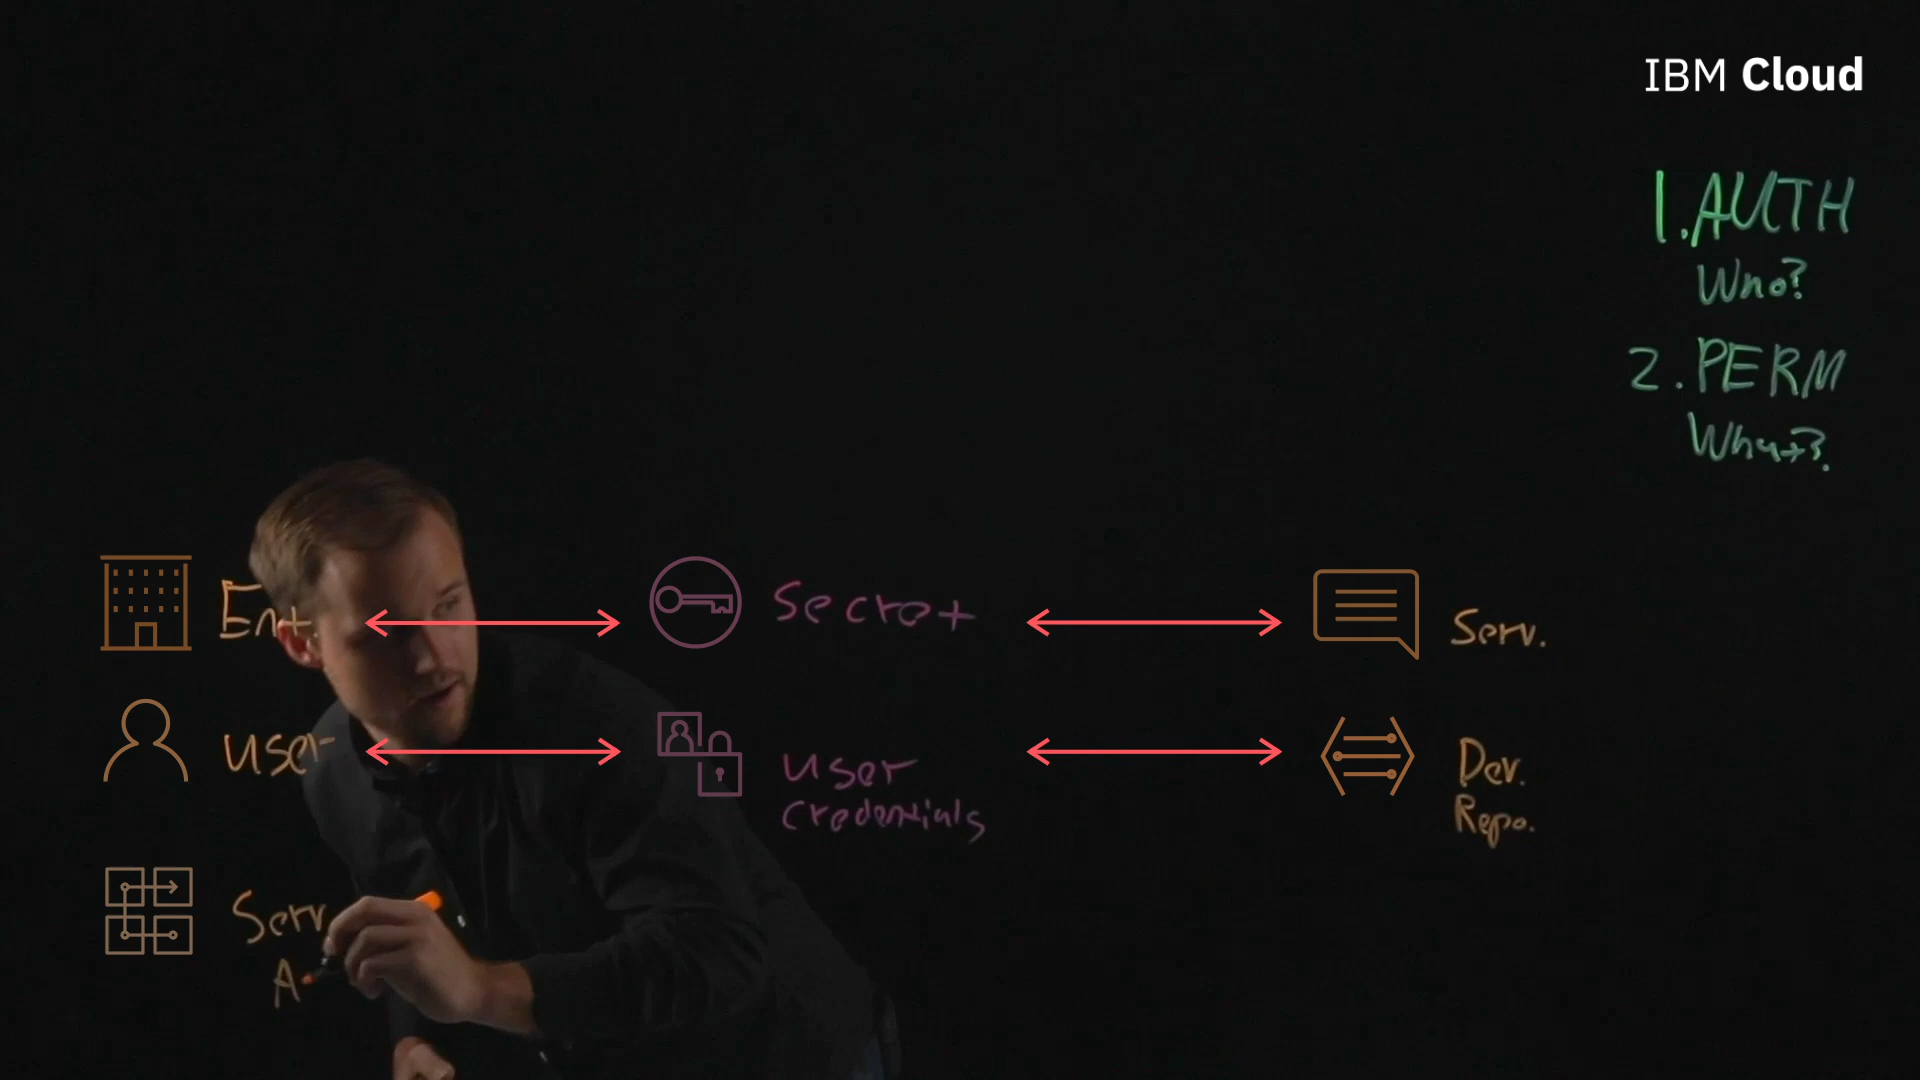 IBM Cloud
1. AUTH
Who?
2. PERM
What?
Ent.
Secret
Serv.
User
User
Credentials
Dev.
Repo.
Serv
A